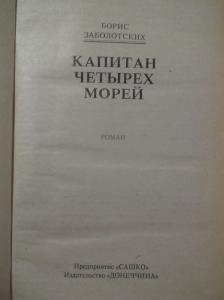 БОРИС
ЗАБОЛОТСКИХ
КАПИТАН
ЧЕТЫРЕХ
МОРЕЙ
РОМАН
Предприятие «САШКО»
Издательство «ДОНЕЧЧИНА»